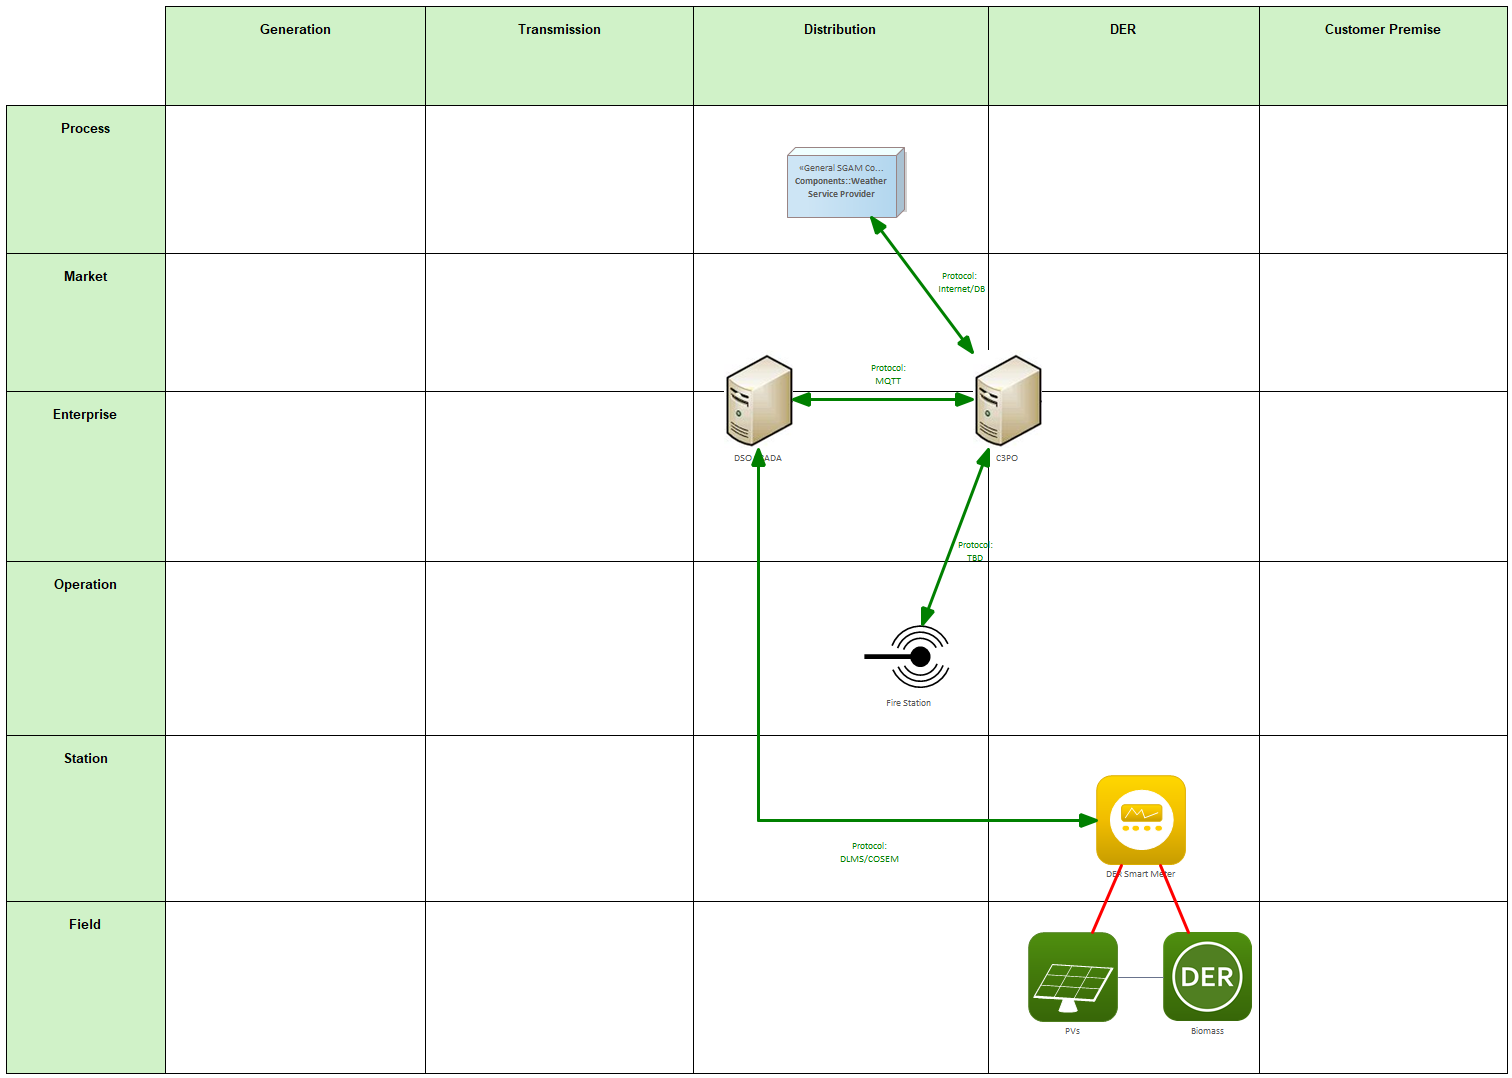 Generation
Transmission
Distribution
DER
Customer Premise
Process
«General SGAM Co...
Components::Weather
Service Provider
Market
Protocol:
Internet/DB
Protocol:
MQTT
Enterprise
DSO ADA
C3PO
Protocol:
TBD
Operation
Fire Station
Station
Protocol:
DLMS/COSEM
DER Smart Meter
Field
DER
PVs
Biomass